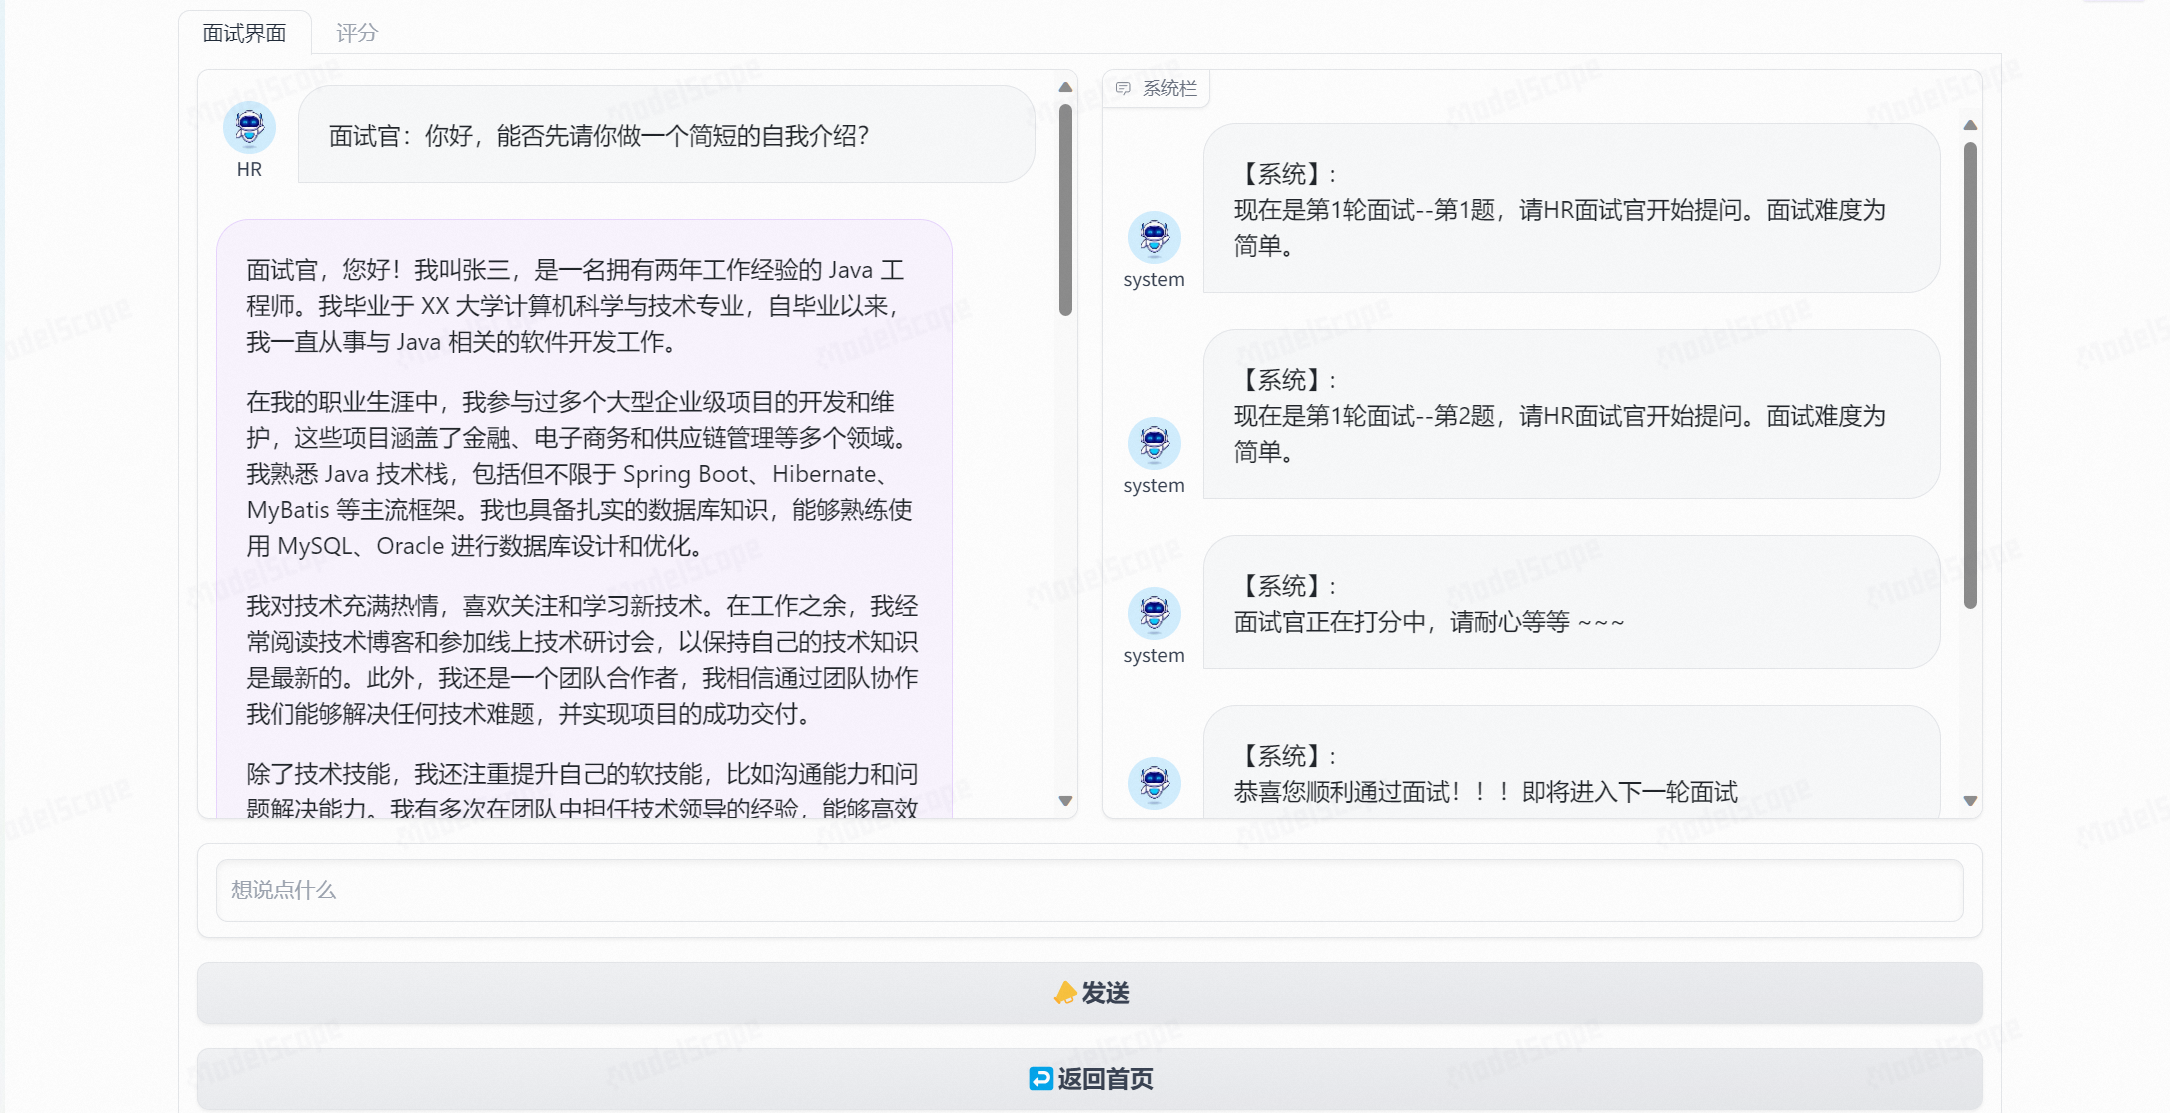 面试界面
评分
HR
面试官：你好，能否先请你做一个简短的自我介绍？
面试官，您好！我叫张三，是一名拥有两年工作经验的 Java 工
程师。我毕业于 XX 大学计算机科学与技术专业，自毕业以来，
我一直从事与 Java 相关的软件开发工作。
在我的职业生涯中，我参与过多个大型企业级项目的开发和维
护，这些项目涵盖了金融、电子商务和供应链管理等多个领域。
我熟悉 Java 技术栈，包括但不限于 Spring Boot、Hibernate、
MyBatis 等主流框架。我也具备扎实的数据库知识，能够熟练使
用 MySQL、Oracle 进行数据库设计和优化。
我对技术充满热情，喜欢关注和学习新技术。在工作之余，我经
常阅读技术博客和参加线上技术研讨会，以保持自己的技术知识
是最新的。此外，我还是一个团队合作者，我相信通过团队协作
我们能够解决任何技术难题，并实现项目的成功交付。
除了技术技能，我还注重提升自己的软技能，比如沟通能力和问
题解决能力。我有多次在团队中担任技术领导的经验，能够高效
系统栏
【系统】:
现在是第1轮面试--第1题，请HR面试官开始提问。面试难度为
简单。
system
【系统】:
现在是第1轮面试--第2题，请HR面试官开始提问。面试难度为
简单。
system
【系统】:
面试官正在打分中，请耐心等等 ~~~
system
【系统】:
恭喜您顺利通过面试！！！即将进入下一轮面试
想说点什么
发送
返回首页
ModelScope